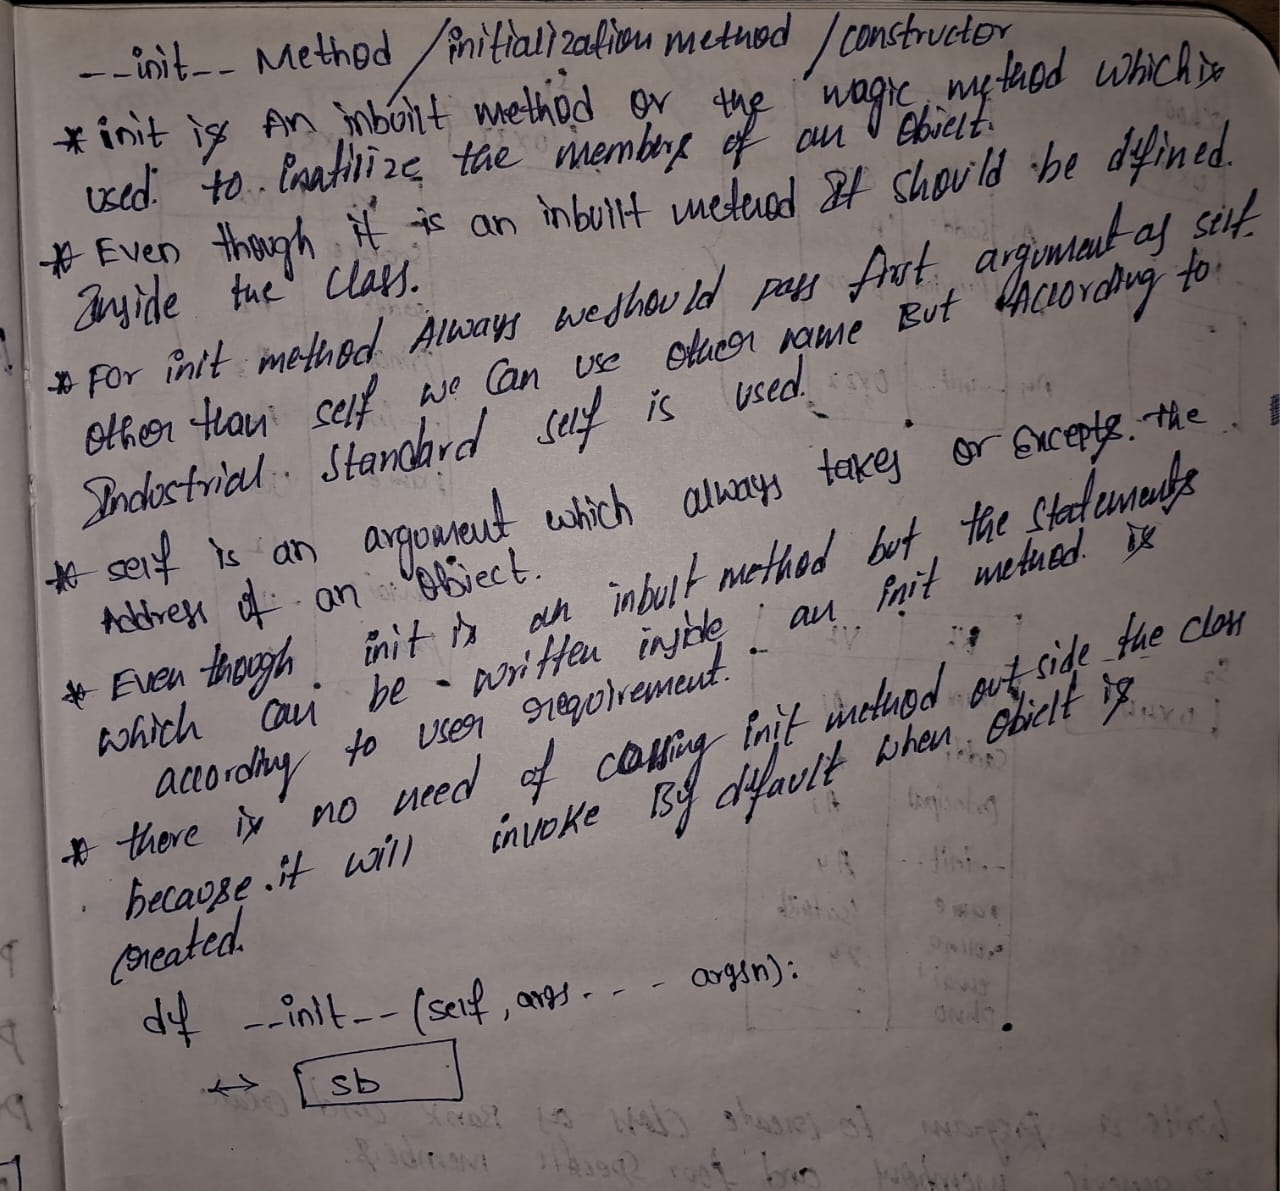 --init-- Method /initialization method /constructor
* init is An inbuilt method or the magic method which is
used to inatilize the members of an object.
* Even though it is an inbuilt method It should be defined.
Inside the class.
* For init method Always we should pass first argument as self.
other than self we can use other name But According to
Industrial Standard self is used.
* self is an argument which always takes or Excepts. the
Address of an object.
* Even though init is an inbult method but the statements
which can be written inside an init method is
according to user requirement.
* there is no need of calling init method out side the class
because it will invoke By default when object is
created.
def --init-- (self, args - - - argsn):
↔ sb